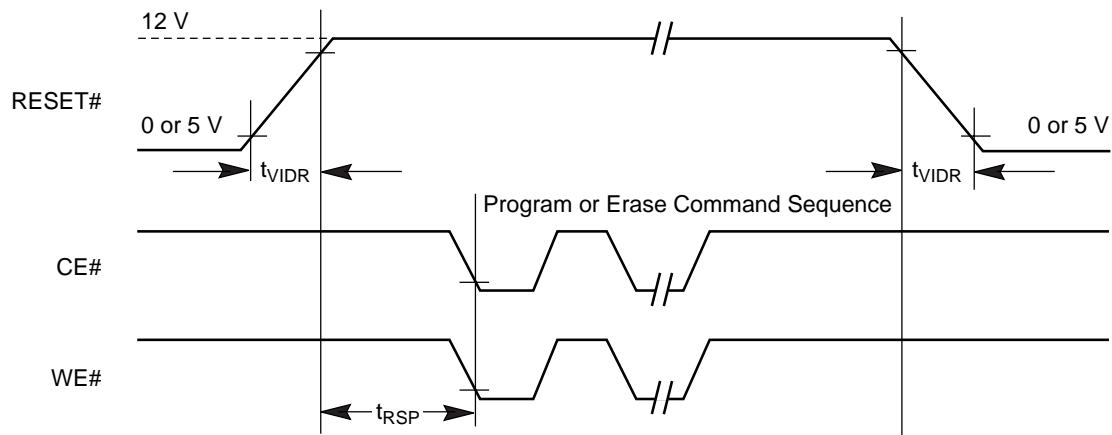 12 V
RESET#
0 or 5 V
0 or 5 V
tVIDR
tVIDR
Program or Erase Command Sequence
CE#
WE#
tRSP